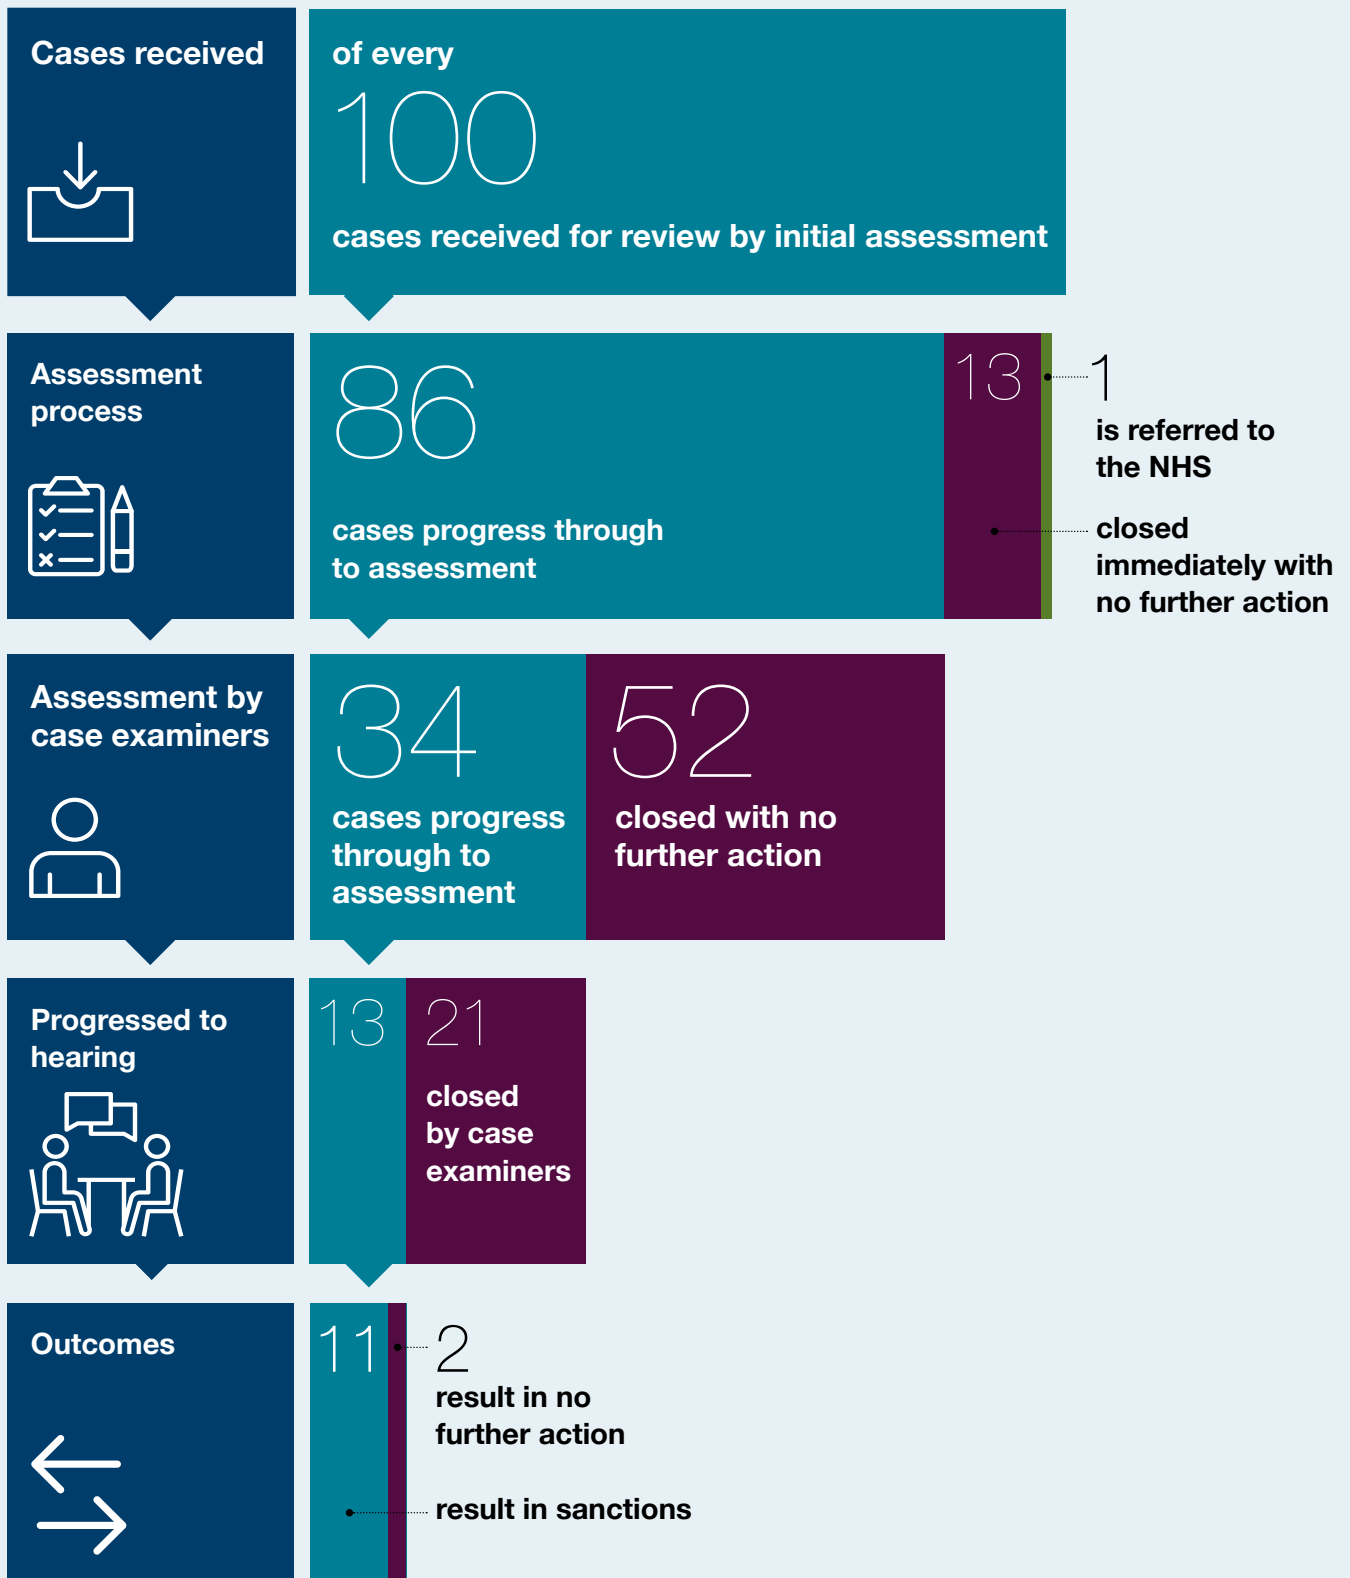 Cases received
of every
100
cases received for review by initial assessment
Assessment
process
86
cases progress through
to assessment
13
1
is referred to
the NHS
closed
immediately with
no further action
Assessment by
case examiners
34
cases progress
through to
assessment
52
closed with no
further action
Progressed to
hearing
13
21
closed
by case
examiners
Outcomes
11
2
result in no
further action
result in sanctions